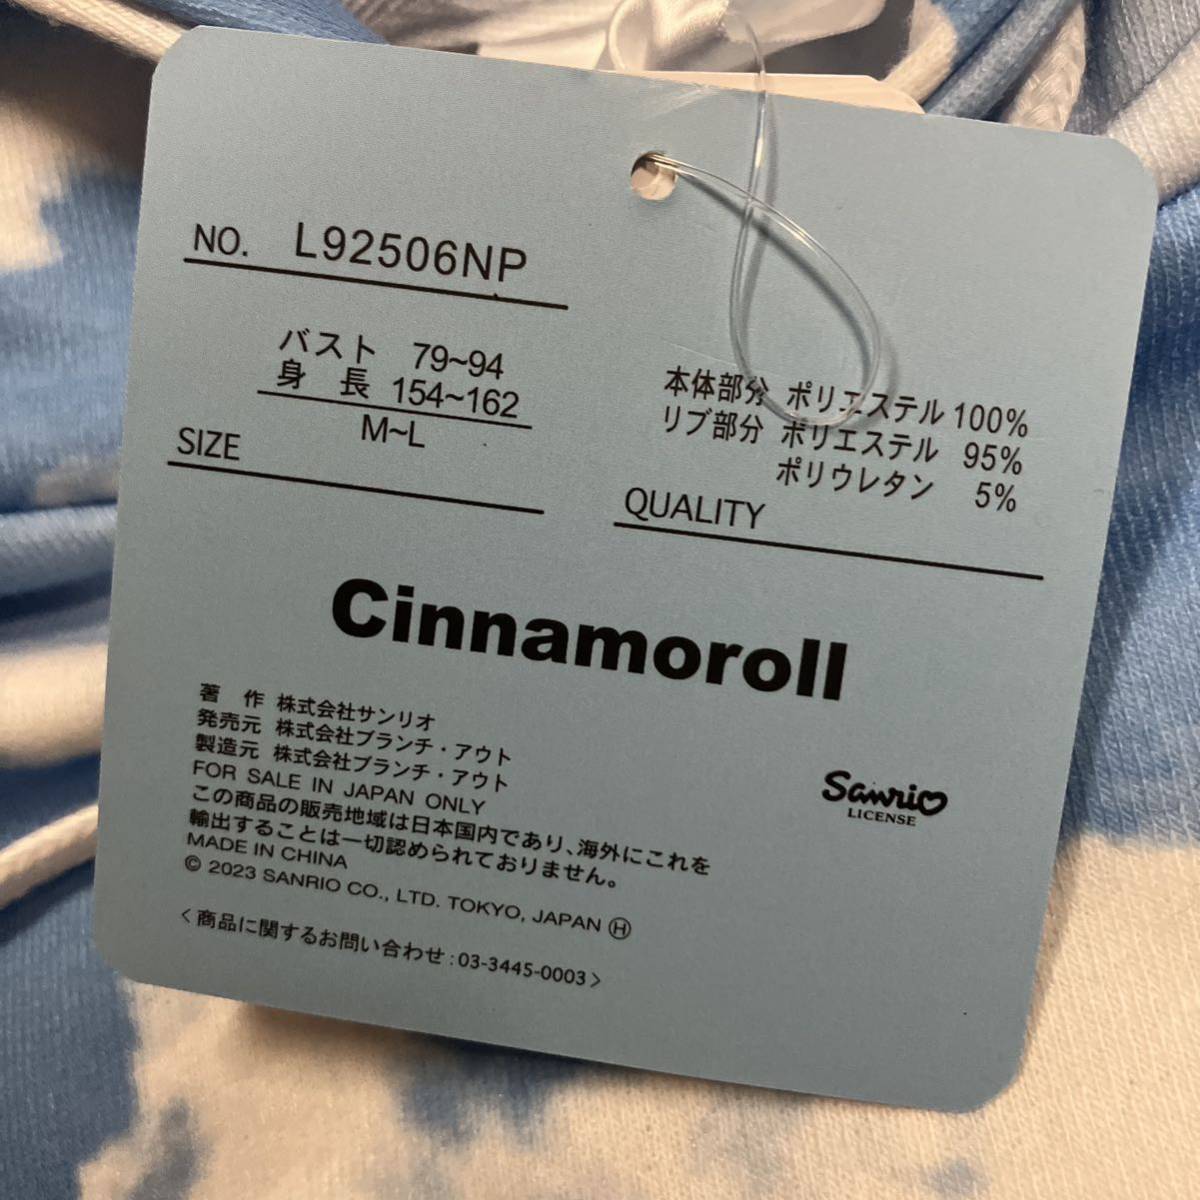 NO. L92506NP
バスト 79~94
身 長 154~162
M~L
SIZE
本体部分 ポリエステル 100%
リブ部分 ポリエステル 95%
ポリウレタン 5%
QUALITY
Cinnamoroll
著 作 株式会社サンリオ
発売元 株式会社ブランチ・アウト
製造元 株式会社ブランチ・アウト
FOR SALE IN JAPAN ONLY
この商品の販売地域は日本国内であり、海外にこれを
輸出することは一切認められておりません。
MADE IN CHINA
© 2023 SANRIO CO., LTD. TOKYO, JAPAN Ⓗ
<商品に関するお問い合わせ:03-3445-0003>
Sanrio
LICENSE